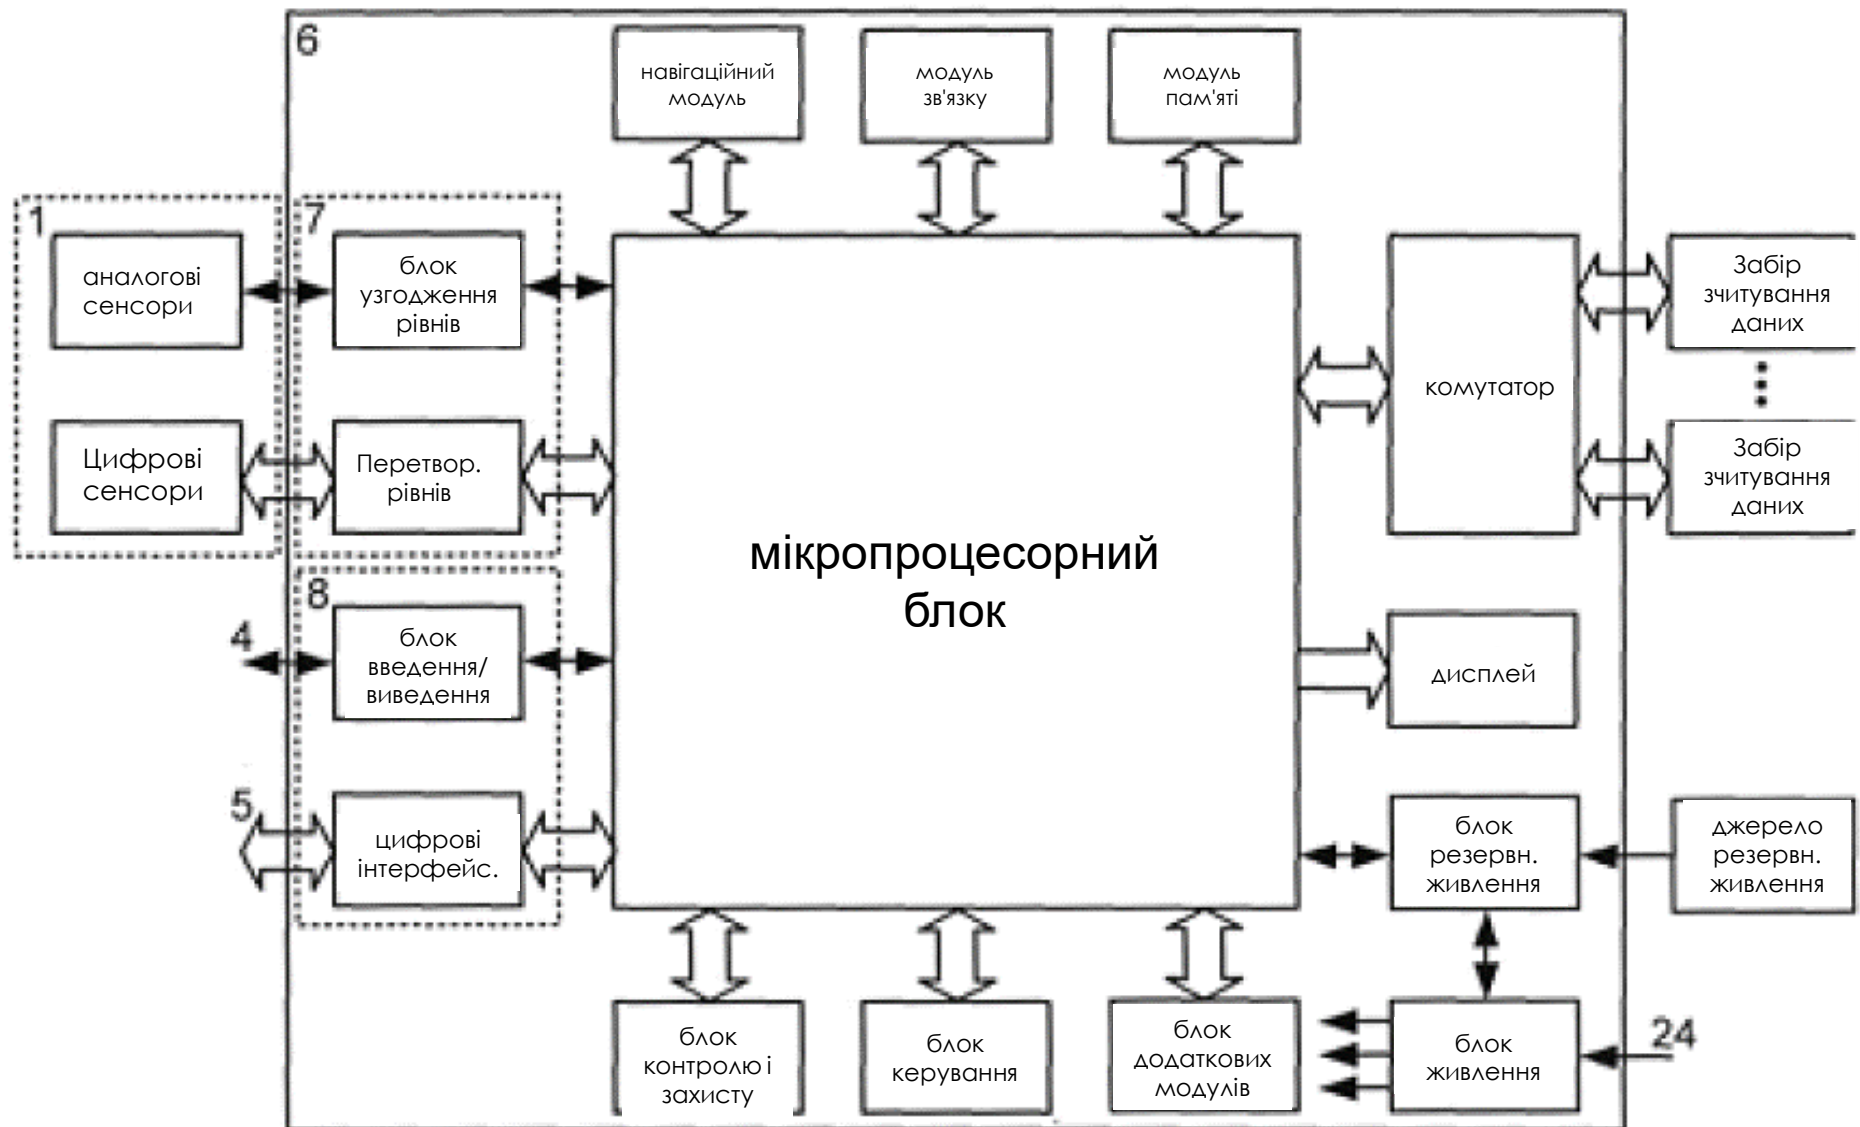 6
навігаційний
модуль
модуль
зв'язку
модуль
пам'яті
1
аналогові
сенсори
7
блок
узгодження
рівнів
Забір
зчитування
даних
комутатор
Цифрові
сенсори
Перетвор.
рівнів
Забір
зчитування
даних
мікропроцесорний
блок
8
4
блок
введення/
виведення
дисплей
5
цифрові
інтерфейс.
блок
резервн.
живлення
джерело
резервн.
живлення
блок
контролю і
захисту
блок
керування
блок
додаткових
модулів
блок
живлення
24